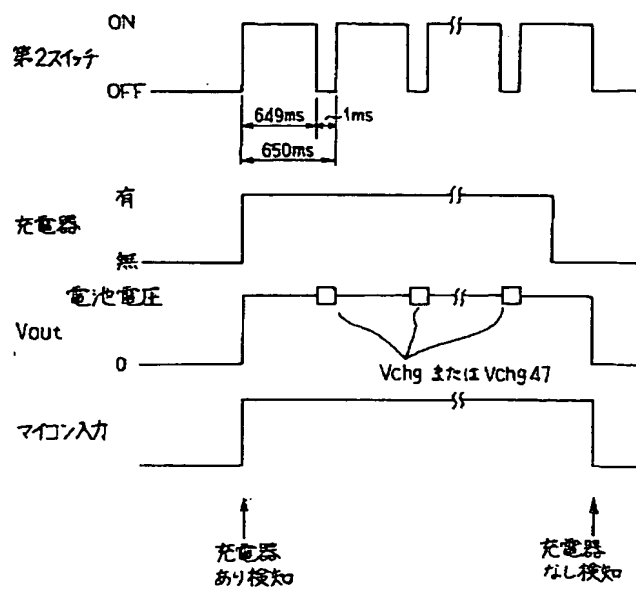 ON
第2スイッチ
OFF
649ms
~1ms
650ms
有
充電器
無
電池電圧
Vout
0
Vchg または Vchg47
マイコン入力
充電器
あり検知
充電器
なし検知